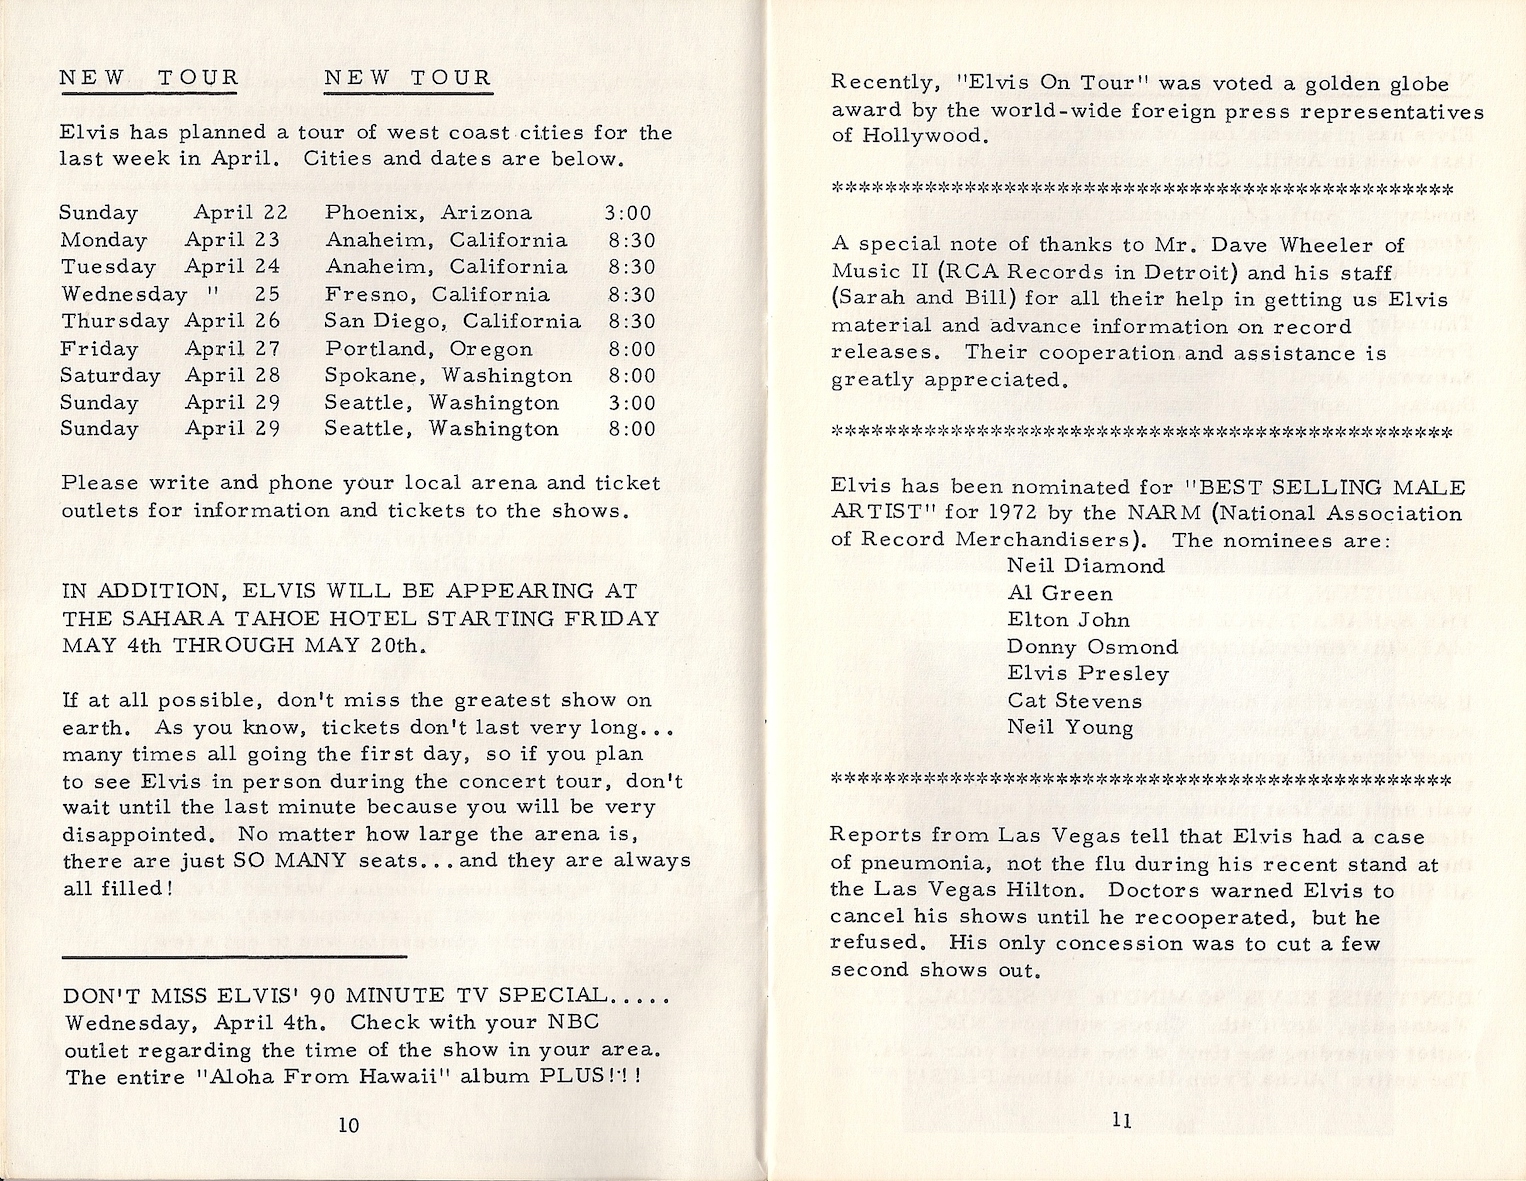 NEW TOUR NEW TOUR
Elvis has planned a tour of west coast cities for the
last week in April. Cities and dates are below.
Sunday April 22 Phoenix, Arizona 3:00
Monday April 23 Anaheim, California 8:30
Tuesday April 24 Anaheim, California 8:30
Wednesday " 25 Fresno, California 8:30
Thursday April 26 San Diego, California 8:30
Friday April 27 Portland, Oregon 8:00
Saturday April 28 Spokane, Washington 8:00
Sunday April 29 Seattle, Washington 3:00
Sunday April 29 Seattle, Washington 8:00
Please write and phone your local arena and ticket
outlets for information and tickets to the shows.
IN ADDITION, ELVIS WILL BE APPEARING AT
THE SAHARA TAHOE HOTEL STARTING FRIDAY
MAY 4th THROUGH MAY 20th.
If at all possible, don't miss the greatest show on
earth. As you know, tickets don't last very long...
many times all going the first day, so if you plan
to see Elvis in person during the concert tour, don't
wait until the last minute because you will be very
disappointed. No matter how large the arena is,
there are just SO MANY seats...and they are always
all filled!
DON'T MISS ELVIS' 90 MINUTE TV SPECIAL.....
Wednesday, April 4th. Check with your NBC
outlet regarding the time of the show in your area.
The entire "Aloha From Hawaii" album PLUS!!!
10
Recently, "Elvis On Tour" was voted a golden globe
award by the world-wide foreign press representatives
of Hollywood.
***********************************************
A special note of thanks to Mr. Dave Wheeler of
Music II (RCA Records in Detroit) and his staff
(Sarah and Bill) for all their help in getting us Elvis
material and advance information on record
releases. Their cooperation and assistance is
greatly appreciated.
***********************************************
Elvis has been nominated for "BEST SELLING MALE
ARTIST" for 1972 by the NARM (National Association
of Record Merchandisers). The nominees are:
Neil Diamond
Al Green
Elton John
Donny Osmond
Elvis Presley
Cat Stevens
Neil Young
***********************************************
Reports from Las Vegas tell that Elvis had a case
of pneumonia, not the flu during his recent stand at
the Las Vegas Hilton. Doctors warned Elvis to
cancel his shows until he recooperated, but he
refused. His only concession was to cut a few
second shows out.
11